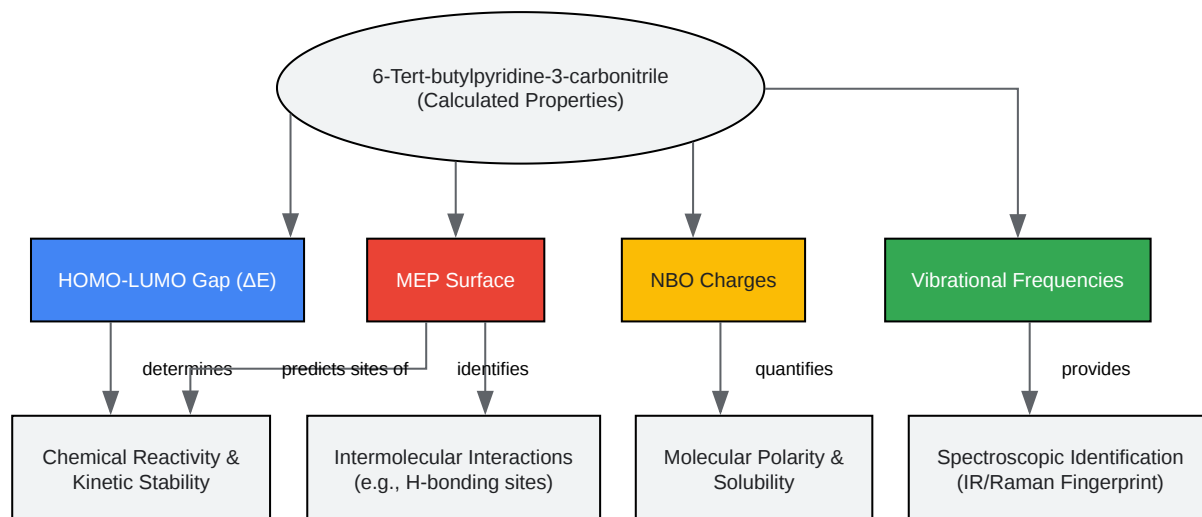 6-Tert-butylpyridine-3-carbonitrile
(Calculated Properties)
HOMO-LUMO Gap (ΔE)
MEP Surface
NBO Charges
Vibrational Frequencies
determines
predicts sites of
identifies
quantifies
provides
Chemical Reactivity &
Kinetic Stability
Intermolecular Interactions
(e.g., H-bonding sites)
Molecular Polarity &
Solubility
Spectroscopic Identification
(IR/Raman Fingerprint)